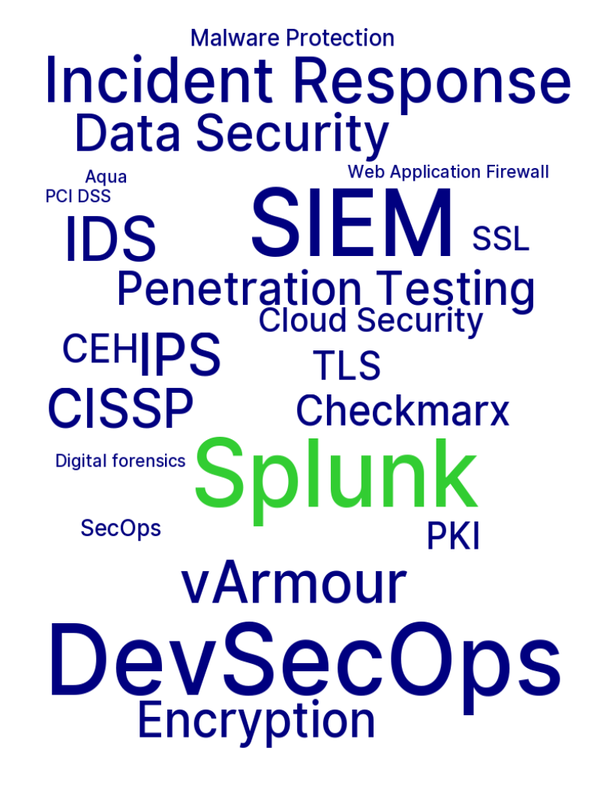 Malware Protection
Incident Response
Data Security
Web Application Firewall
Aqua
PCI DSS
SIEM
IDS
SSL
Penetration Testing
Cloud Security
CEH
IPS
TLS
CISSP
Checkmarx
Digital forensics
Splunk
SecOps
PKI
vArmour
DevSecOps
Encryption